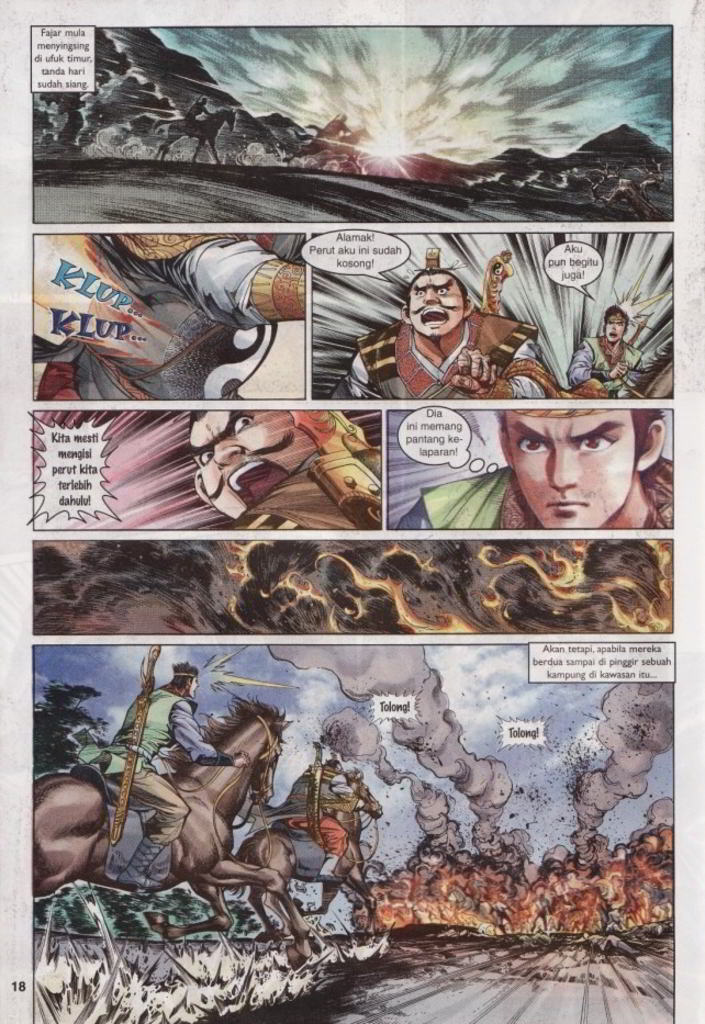 Fajar mula
menyingsing
di ufuk timur,
tanda hari
sudah siang.
KLUP...
KLUP...
Alamak!
Perut aku ini sudah
kosong!
Aku
pun begitu
juga!
Kita mesti
mengisi
perut kita
terlebih
dahulu!
Dia
ini memang
pantang ke-
laparan!
Akan tetapi, apabila mereka
berdua sampai di pinggir sebuah
kampung di kawasan itu...
Tolong!
Tolong!
18